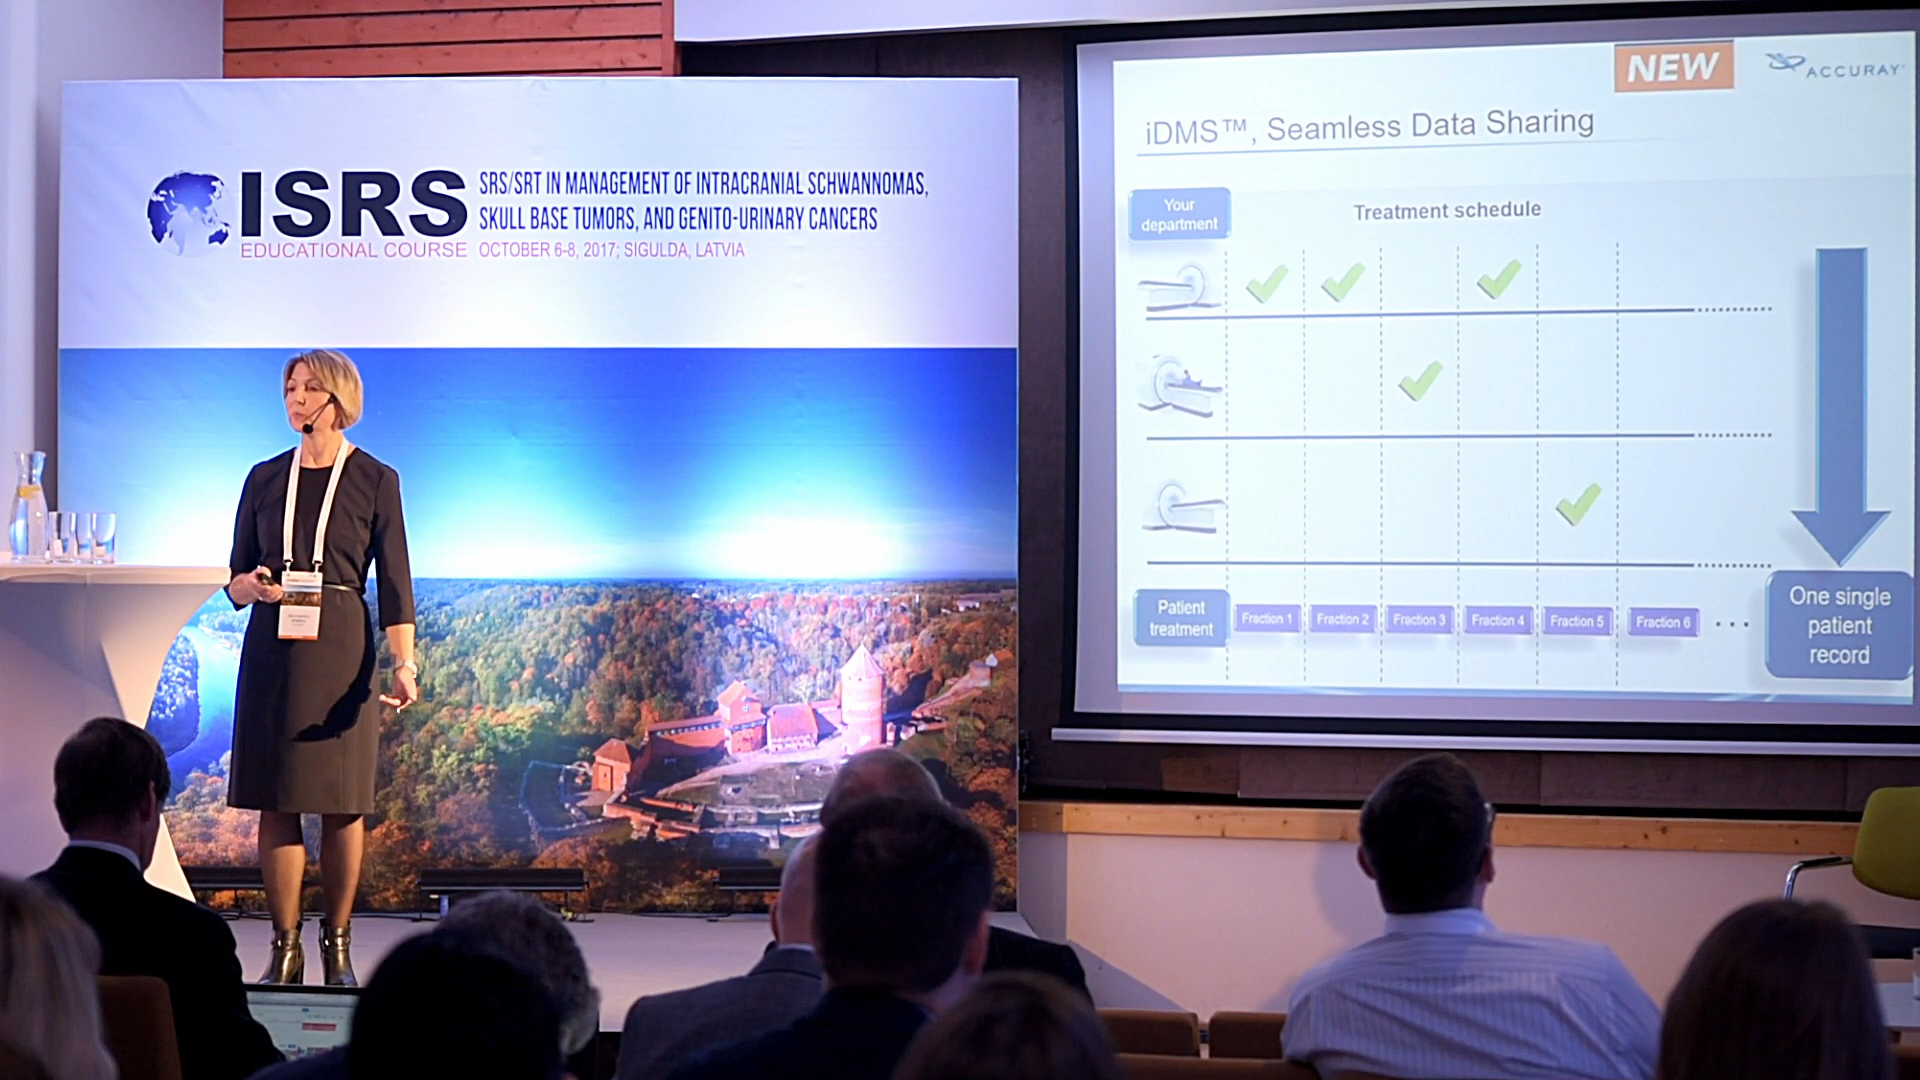 ISRS
EDUCATIONAL COURSE
SRS/SRT IN MANAGEMENT OF INTRACRANIAL SCHWANNOMAS,
SKULL BASE TUMORS, AND GENITO-URINARY CANCERS
OCTOBER 6-8, 2017; SIGULDA, LATVIA
NEW
ACCURAY
iDMS™, Seamless Data Sharing
Your
department
Treatment schedule
Patient
treatment
Fraction 1
Fraction 2
Fraction 3
Fraction 4
Fraction 5
Fraction 6
...
One single
patient
record